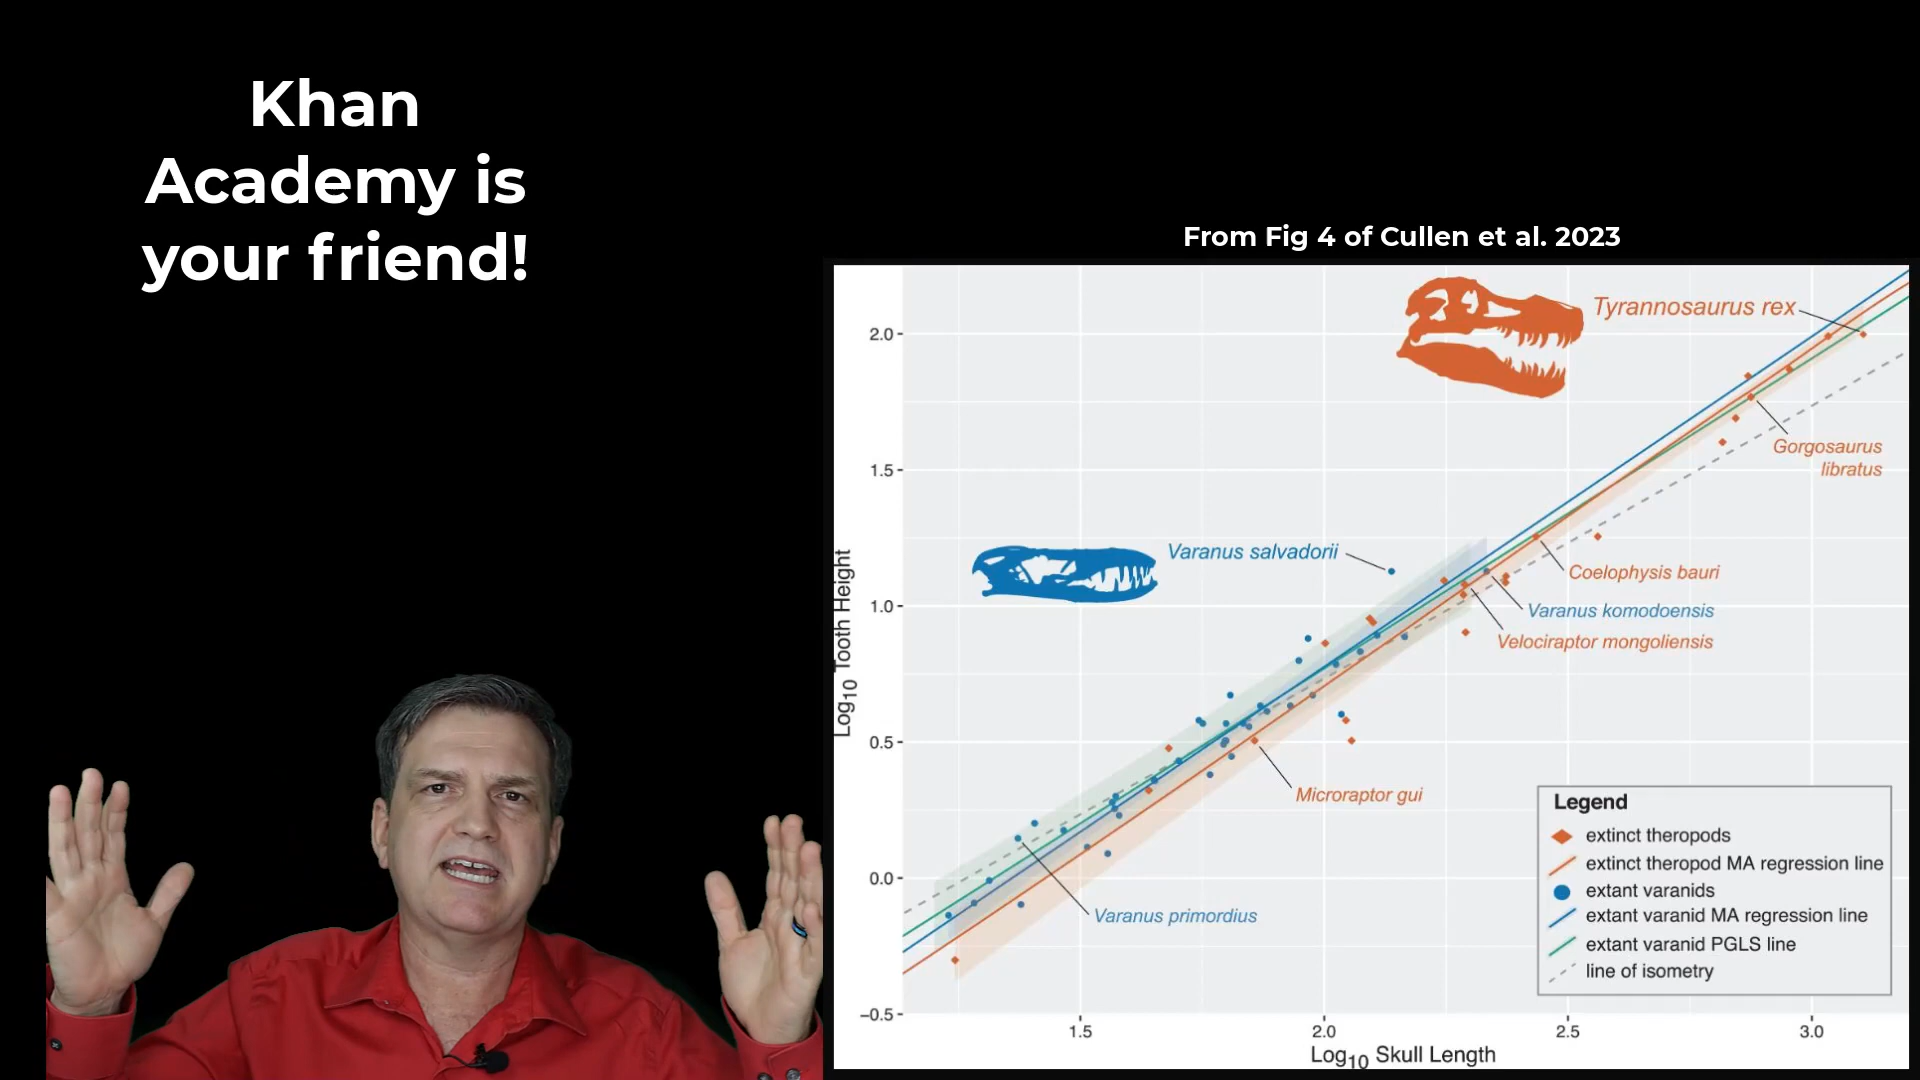 Khan
Academy is
your friend!
From Fig 4 of Cullen et al. 2023
Tyrannosaurus rex
2.0
Gorgosaurus
libratus
1.5
Varanus salvadorii
Coelophysis bauri
1.0
Varanus komodoensis
Velociraptor mongoliensis
Log10 Tooth Height
0.5
Microraptor gui
Legend
extinct theropods
extinct theropod MA regression line
extant varanids
extant varanid MA regression line
extant varanid PGLS line
line of isometry
0.0
Varanus primordius
-0.5
1.5 2.0 2.5 3.0
Log10 Skull Length